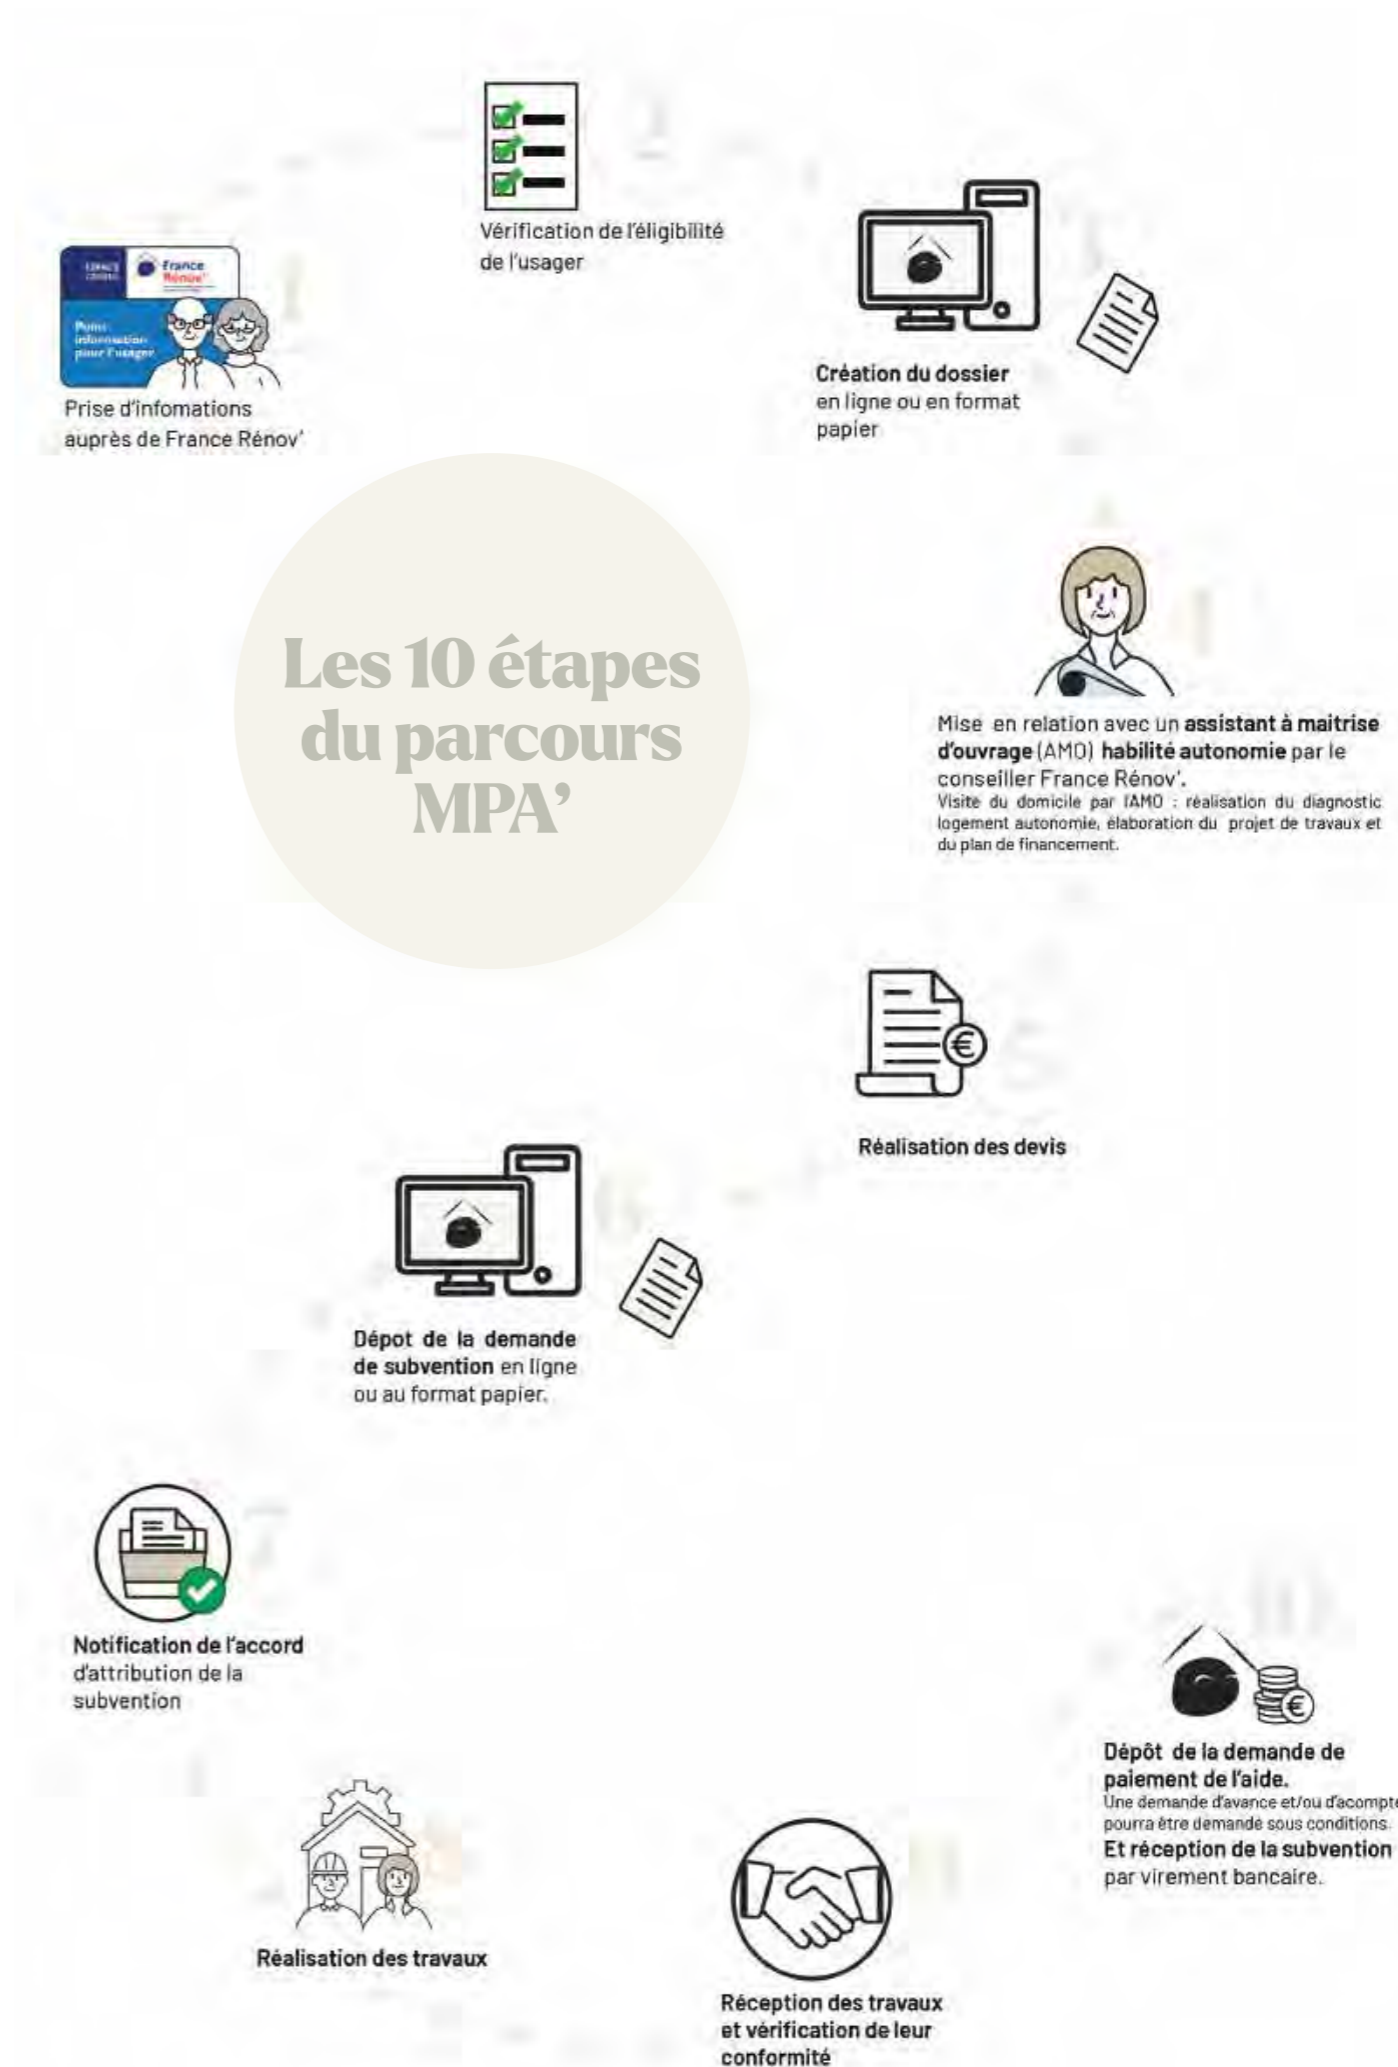 ESPACE
CONSEIL
France
Rénov'
Point
information
pour l'usager
Prise d'infomations
auprès de France Rénov'
Vérification de l'éligibilité
de l'usager
Création du dossier
en ligne ou en format
papier
Les 10 étapes
du parcours
MPA'
Mise en relation avec un assistant à maitrise
d'ouvrage (AMO) habilité autonomie par le
conseiller France Rénov'.
Visite du domicile par l'AMO : réalisation du diagnostic
logement autonomie, élaboration du projet de travaux et
du plan de financement.
Réalisation des devis
Dépot de la demande
de subvention en ligne
ou au format papier.
Notification de l'accord
d'attribution de la
subvention
Réalisation des travaux
Réception des travaux
et vérification de leur
conformité
Dépôt de la demande de
paiement de l'aide.
Une demande d'avance et/ou d'acompte
pourra être demandé sous conditions.
Et réception de la subvention
par virement bancaire.